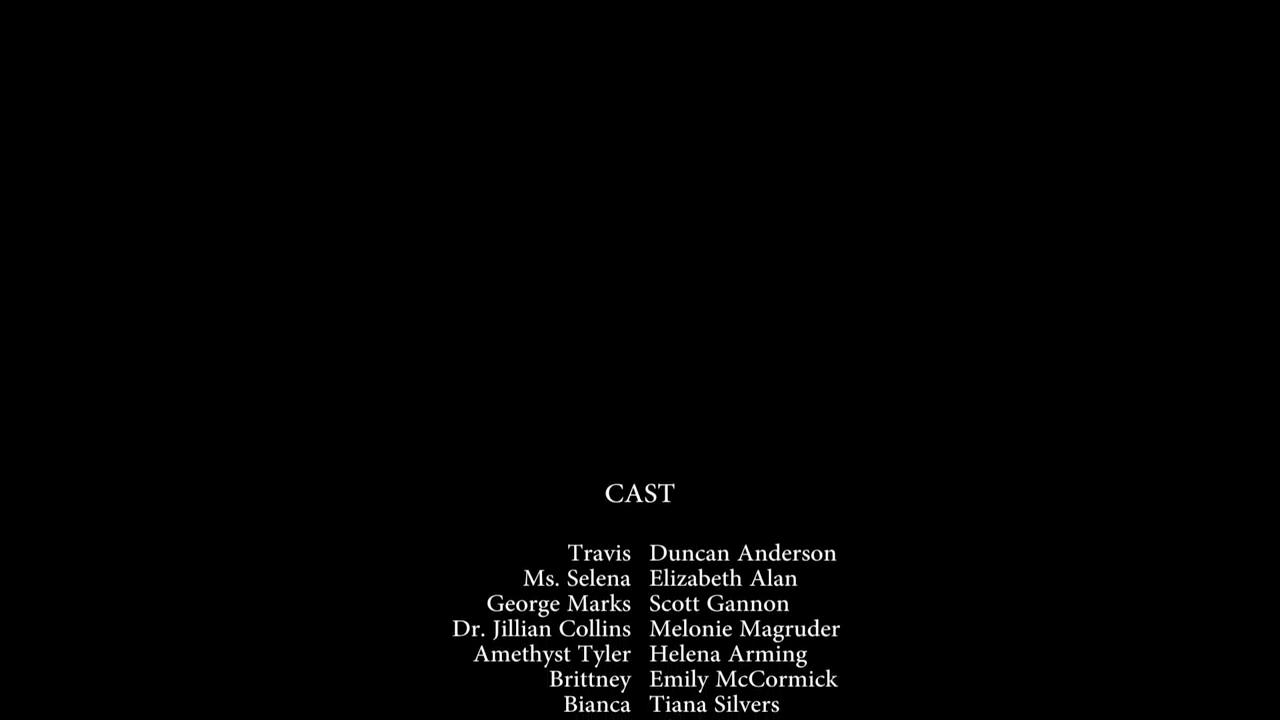 CAST
Travis Duncan Anderson
Ms. Selena Elizabeth Alan
George Marks Scott Gannon
Dr. Jillian Collins Melonie Magruder
Amethyst Tyler Helena Arming
Brittney Emily McCormick
Bianca Tiana Silvers